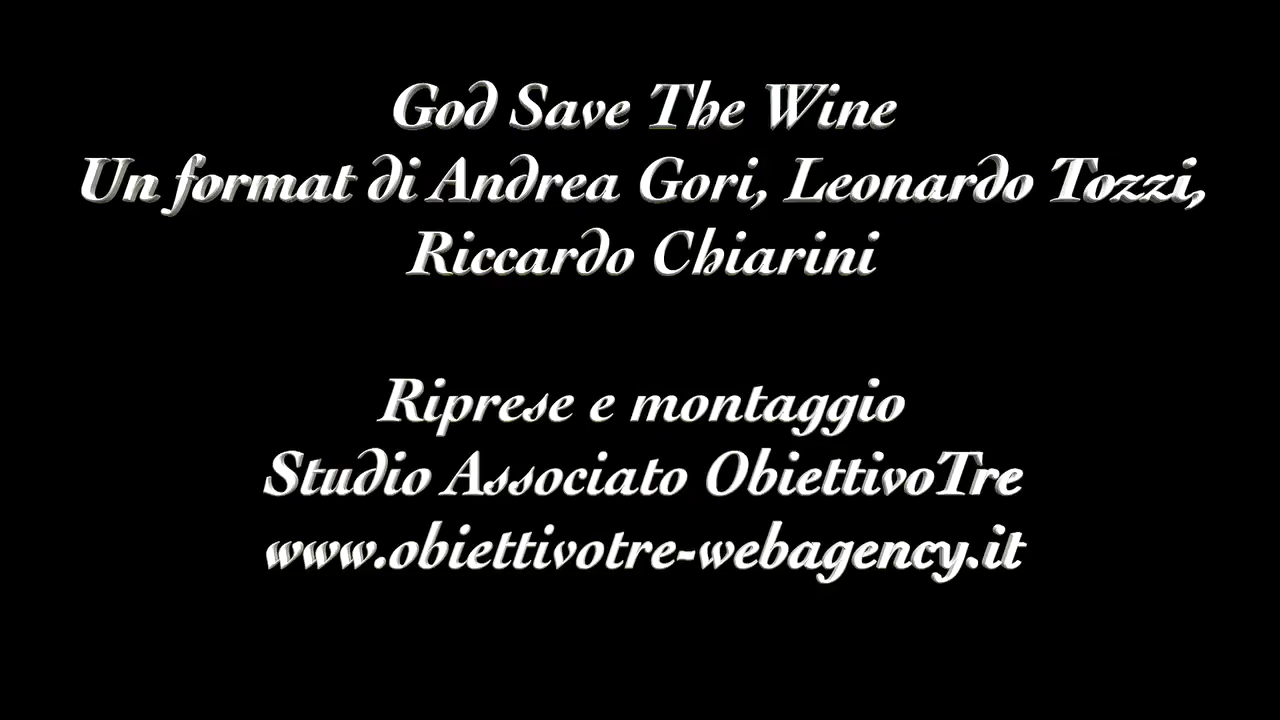 God Save The Wine
Un format di Andrea Gori, Leonardo Tozzi,
Riccardo Chiarini
Riprese e montaggio
Studio Associato ObiettivoTre
www.obiettivotre-webagency.it